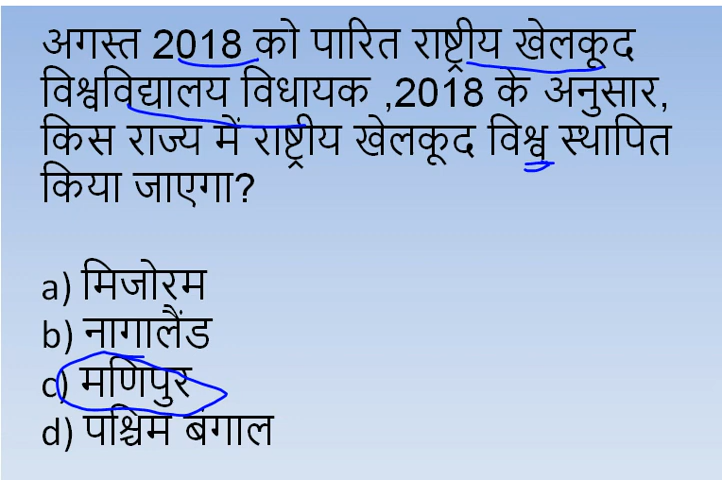 अगस्त 2018 को पारित राष्ट्रीय खेलकूद
विश्वविद्यालय विधायक ,2018 के अनुसार,
किस राज्य में राष्ट्रीय खेलकूद विश्व स्थापित
किया जाएगा?
a) मिजोरम
b) नागालैंड
c) मणिपुर
d) पश्चिम बंगाल